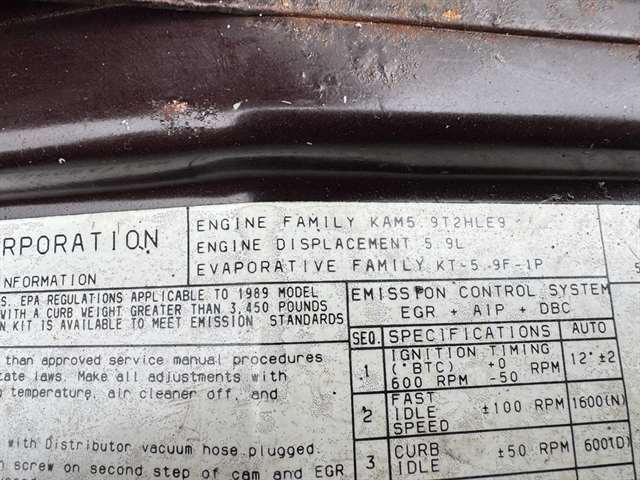 ENGINE FAMILY KAM5.9T2HLE9
ENGINE DISPLACEMENT 5.9L
EVAPORATIVE FAMILY KT-5.9F-1P
RPORATION
INFORMATION
S. EPA REGULATIONS APPLICABLE TO 1989 MODEL
WITH A CURB WEIGHT GREATER THAN 3,450 POUNDS
N KIT IS AVAILABLE TO MEET EMISSION STANDARDS
than approved service manual procedures
tate laws. Make all adjustments with
temperature, air cleaner off, and
with Distributor vacuum hose plugged.
screw on second step of cam and EGR
EMISSION CONTROL SYSTEM
EGR + AIP + DBC
SEQ. SPECIFICATIONS AUTO
1 IGNITION TIMING
(°BTC) +0 12°±2
600 RPM -50 RPM
2 FAST
IDLE ±100 RPM 1600(N)
SPEED
3 CURB ±50 RPM 600(D)
IDLE